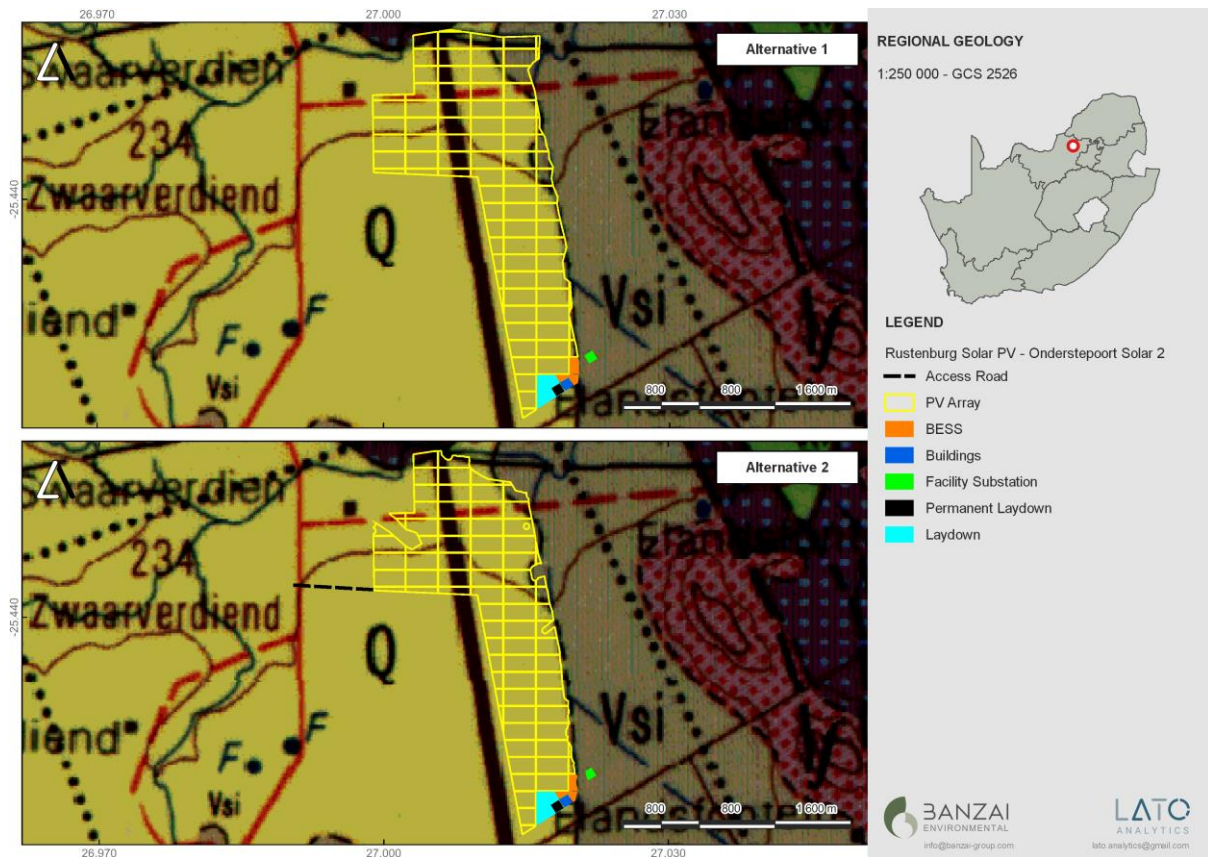 26.970
27.000
27.030
Alternative 1
Swaarverdien
234
Zwaarverdiend
-25.440
Q
Vsi
iend"
F
F
Vsi
800
800
1 600 m
Alternative 2
Swaarverdien
234
Zwaarverdiend
-25.440
Q
Vsi
iend"
F
F
Vsi
800
800
1 600 m
26.970
27.000
27.030
REGIONAL GEOLOGY
1:250 000 - GCS 2526
LEGEND
Rustenburg Solar PV - Onderstepoort Solar 2
Access Road
PV Array
BESS
Buildings
Facility Substation
Permanent Laydown
Laydown
BANZAI
ENVIRONMENTAL
info@banzai-group.com
LATO
ANALYTICS
lato.analytics@gmail.com